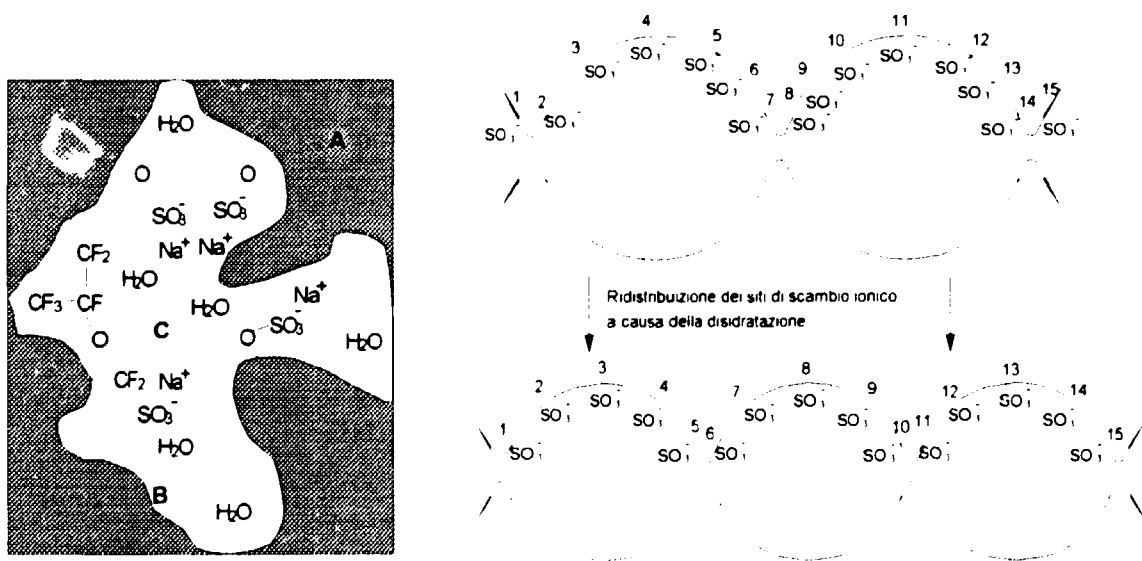 H₂O
A
O O
SO₃⁻ SO₃⁻
Na⁺ Na⁺
CF₂
H₂O
CF₃ CF
H₂O
Na⁺
C
O
O SO₃⁻
H₂O
CF₂ Na⁺
SO₃⁻
H₂O
B
H₂O
1 2 3 4 5 6 7 8 9 10 11 12 13 14 15
SO₃⁻ SO₃⁻ SO₃⁻ SO₃⁻ SO₃⁻ SO₃⁻ SO₃⁻ SO₃⁻ SO₃⁻ SO₃⁻ SO₃⁻ SO₃⁻ SO₃⁻ SO₃⁻ SO₃⁻
Ridistribuzione dei siti di scambio ionico
a causa della disidratazione
1 2 3 4 5 6 7 8 9 10 11 12 13 14 15
SO₃⁻ SO₃⁻ SO₃⁻ SO₃⁻ SO₃⁻ SO₃⁻ SO₃⁻ SO₃⁻ SO₃⁻ SO₃⁻ SO₃⁻ SO₃⁻ SO₃⁻ SO₃⁻